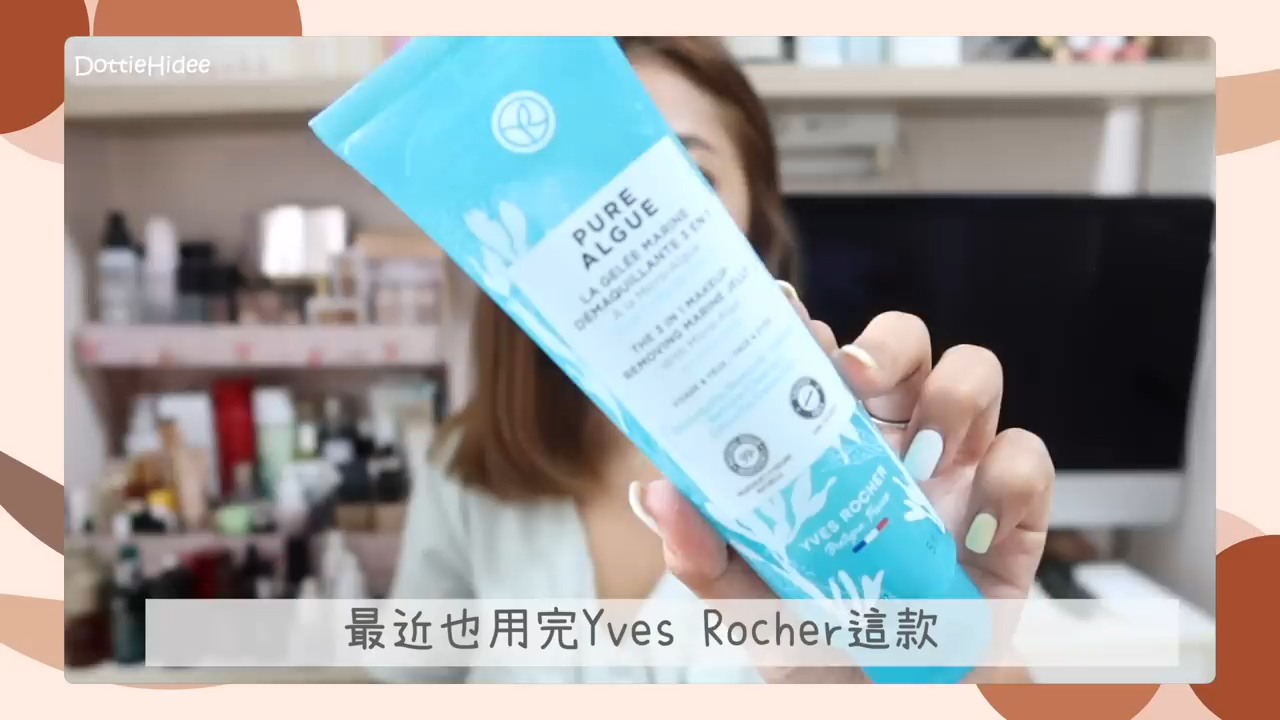 DottieHidee
PURE
ALGUE
LA GELÉE MARINE
DÉMAQUILLANTE 3 EN 1
THE 3 IN 1 MAKEUP
REMOVING MARINE JELLY
YVES ROCHER
最近也用完Yves Rocher這款